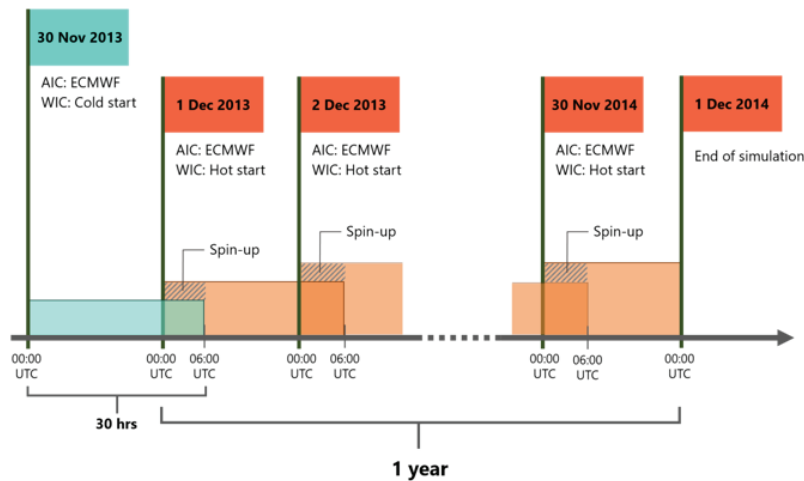 30 Nov 2013
AIC: ECMWF
WIC: Cold start
1 Dec 2013
AIC: ECMWF
WIC: Hot start
2 Dec 2013
AIC: ECMWF
WIC: Hot start
30 Nov 2014
AIC: ECMWF
WIC: Hot start
1 Dec 2014
End of simulation
Spin-up
Spin-up
Spin-up
00:00
UTC
00:00
UTC
06:00
UTC
00:00
UTC
06:00
UTC
00:00
UTC
06:00
UTC
00:00
UTC
30 hrs
1 year